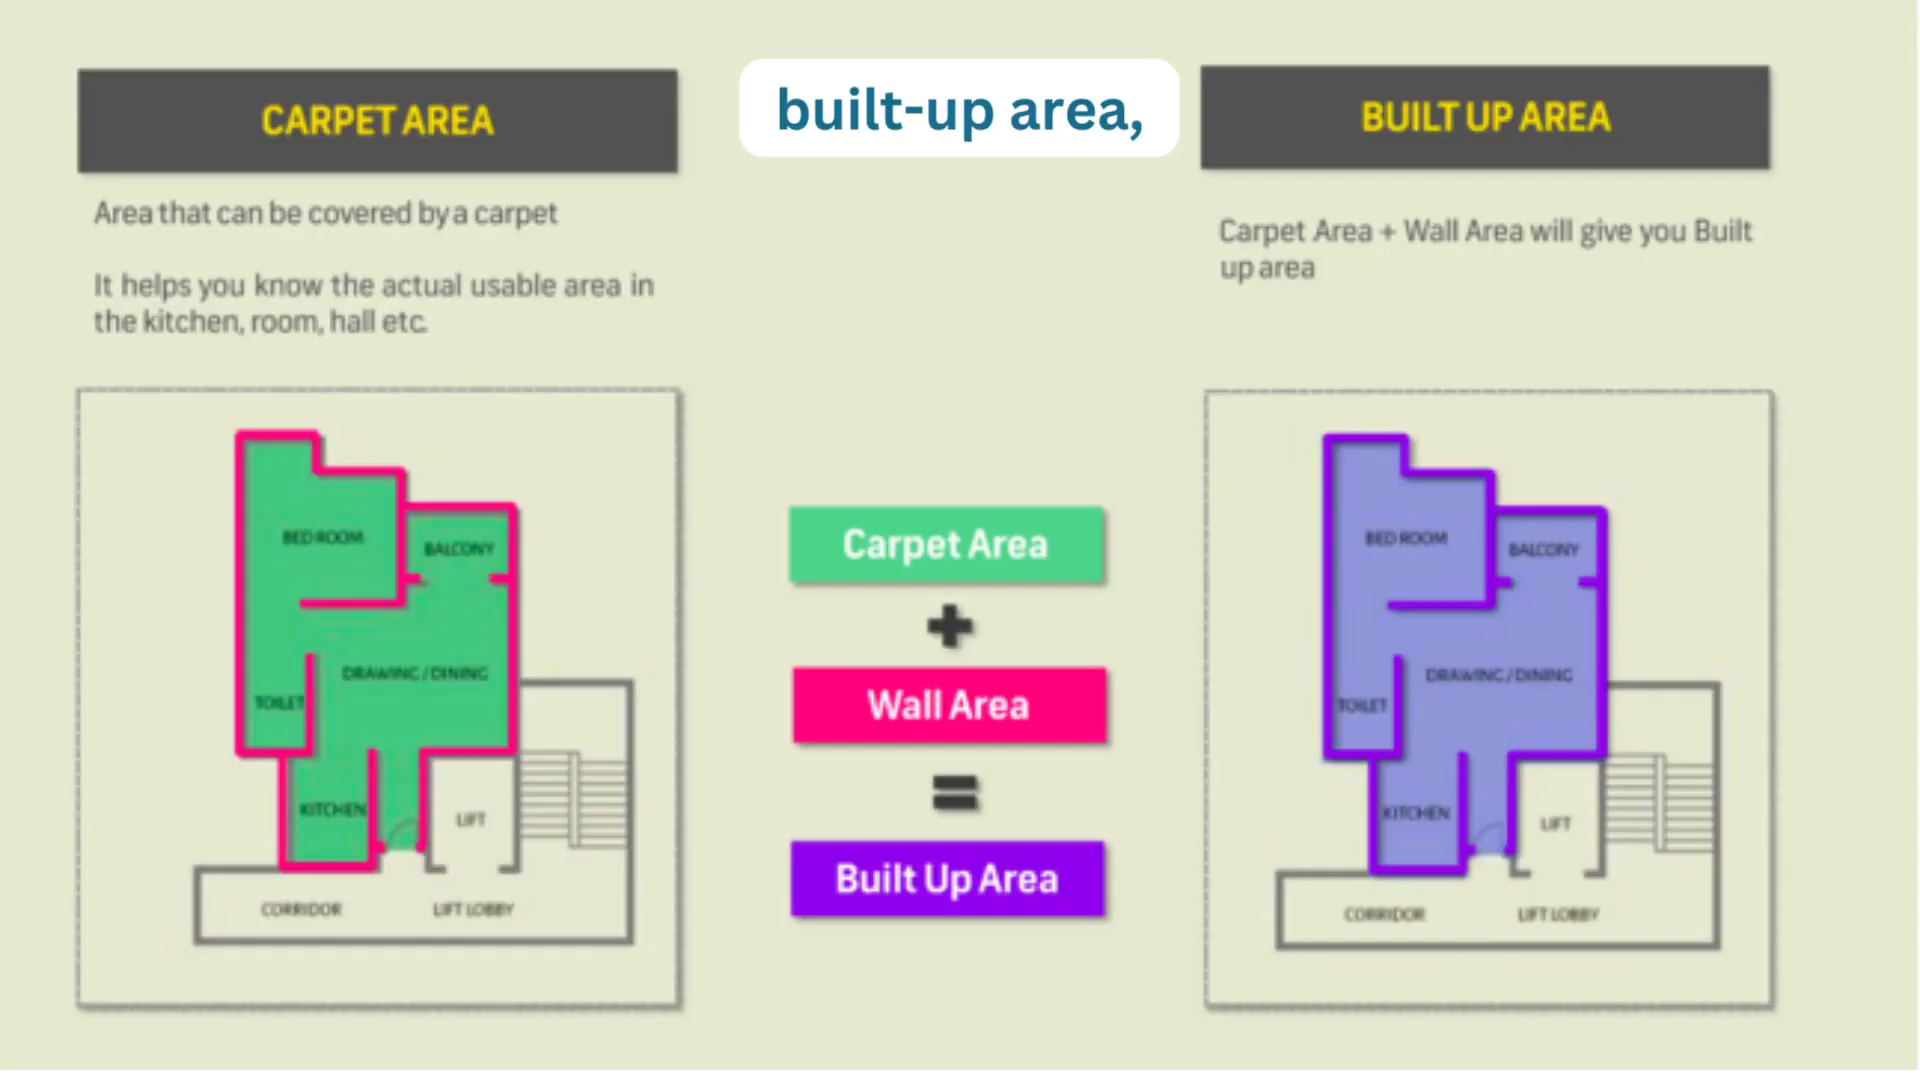 built-up area,
CARPET AREA
Area that can be covered by a carpet
It helps you know the actual usable area in
the kitchen, room, hall etc.
BED ROOM
BALCONY
DRAWING / DINING
TOILET
KITCHEN
LIFT
CORRIDOR
LIFT LOBBY
Carpet Area
+
Wall Area
=
Built Up Area
BUILT UP AREA
Carpet Area + Wall Area will give you Built
up area
BED ROOM
BALCONY
DRAWING / DINING
TOILET
KITCHEN
LIFT
CORRIDOR
LIFT LOBBY